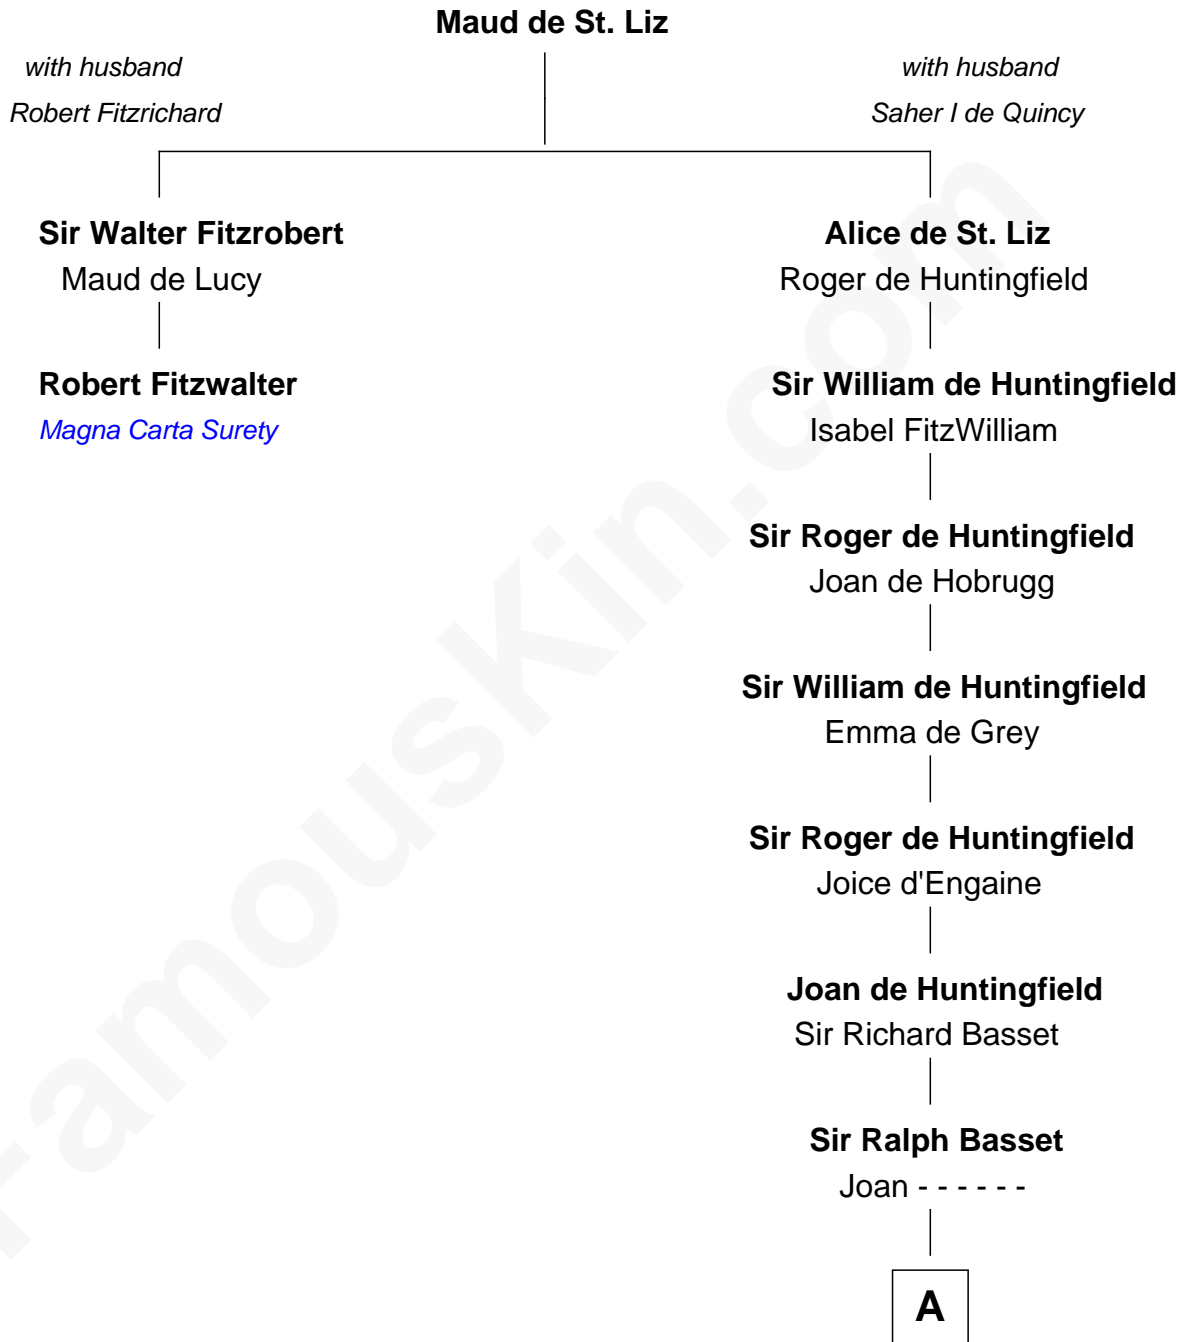 Maud de St. Liz
with husband
Robert Fitzrichard
with husband
Saher I de Quincy
Sir Walter Fitzrobert
Maud de Lucy
Robert Fitzwalter
Magna Carta Surety
Alice de St. Liz
Roger de Huntingfield
Sir William de Huntingfield
Isabel FitzWilliam
Sir Roger de Huntingfield
Joan de Hobrugg
Sir William de Huntingfield
Emma de Grey
Sir Roger de Huntingfield
Joice d'Engaine
Joan de Huntingfield
Sir Richard Basset
Sir Ralph Basset
Joan - - - - - -
A
FamousKin.com